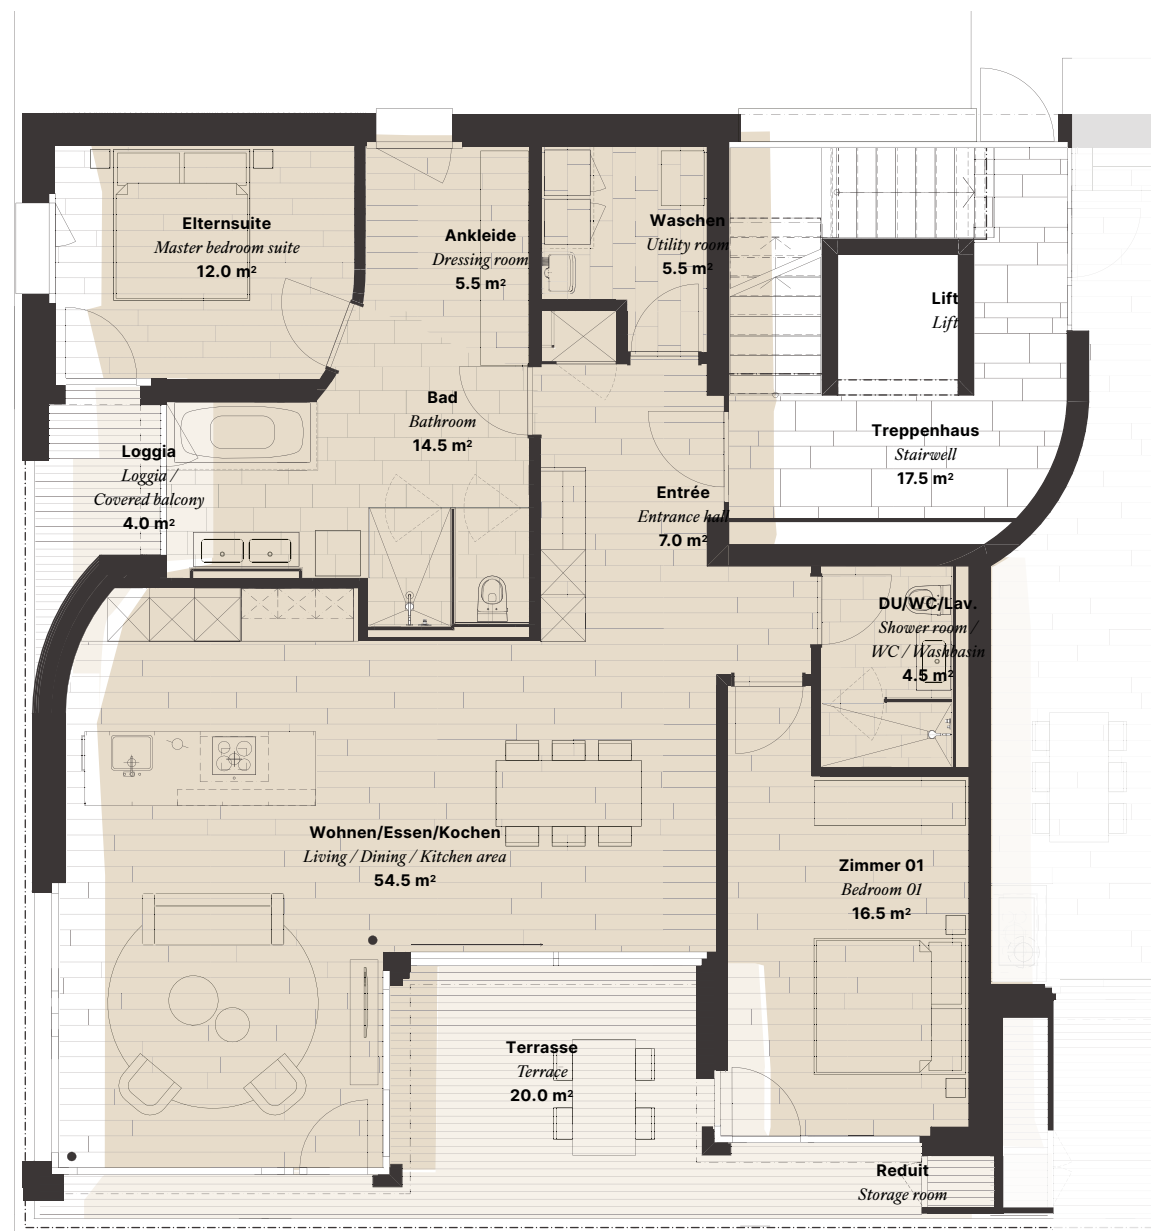 Elternsuite
Master bedroom suite
12.0 m²
Ankleide
Dressing room
5.5 m²
Waschen
Utility room
5.5 m²
Lift
Lift
Bad
Bathroom
14.5 m²
Loggia
Loggia /
Covered balcony
4.0 m²
Treppenhaus
Stairwell
17.5 m²
Entrée
Entrance hall
7.0 m²
DU/WC/Lav.
Shower room /
WC / Washbasin
4.5 m²
Wohnen/Essen/Kochen
Living / Dining / Kitchen area
54.5 m²
Zimmer 01
Bedroom 01
16.5 m²
Terrasse
Terrace
20.0 m²
Reduit
Storage room